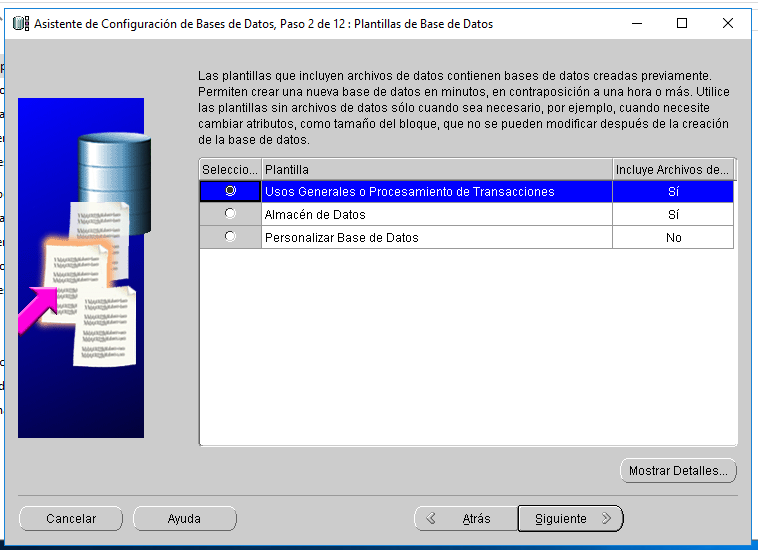 Asistente de Configuración de Bases de Datos, Paso 2 de 12 : Plantillas de Base de Datos
Las plantillas que incluyen archivos de datos contienen bases de datos creadas previamente.
Permiten crear una nueva base de datos en minutos, en contraposición a una hora o más. Utilice
las plantillas sin archivos de datos sólo cuando sea necesario, por ejemplo, cuando necesite
cambiar atributos, como tamaño del bloque, que no se pueden modificar después de la creación
de la base de datos.
Seleccio... Plantilla Incluye Archivos de...
Usos Generales o Procesamiento de Transacciones Sí
Almacén de Datos Sí
Personalizar Base de Datos No
Mostrar Detalles...
Cancelar Ayuda Atrás Siguiente